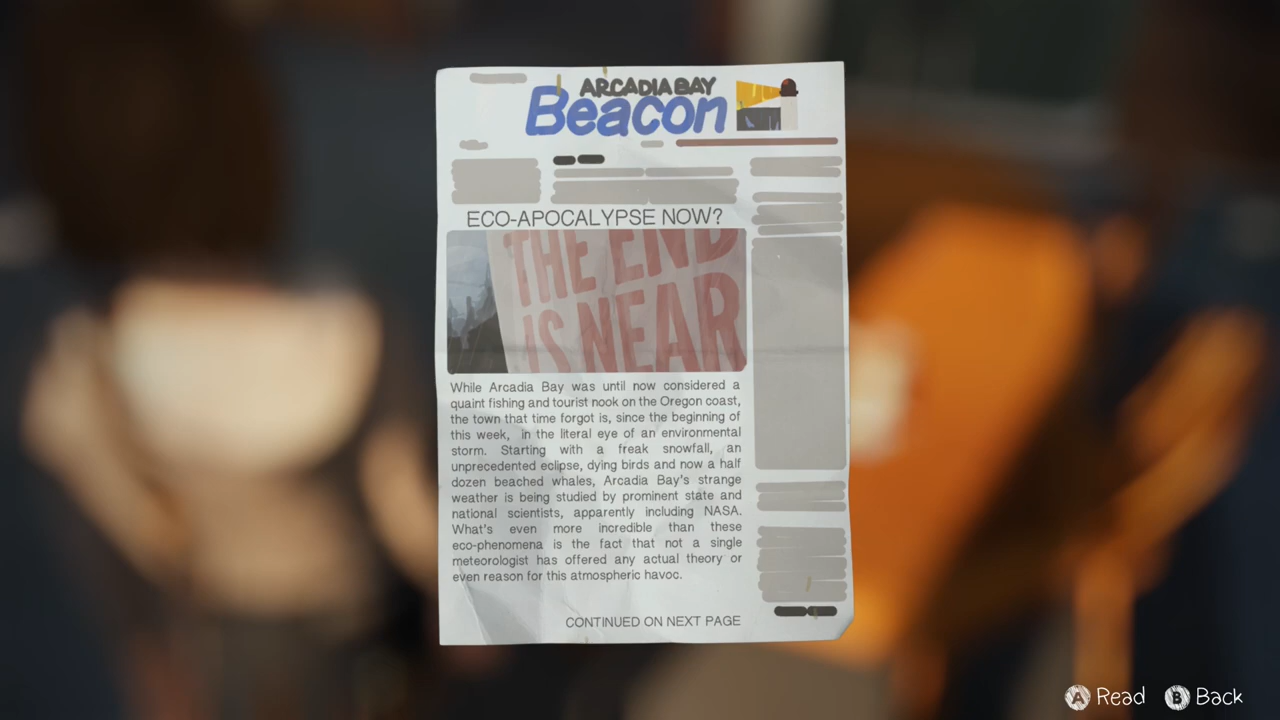 ARCADIA BAY
Beacon
ECO-APOCALYPSE NOW?
THE END
IS NEAR
While Arcadia Bay was until now considered a
quaint fishing and tourist nook on the Oregon coast,
the town that time forgot is, since the beginning of
this week, in the literal eye of an environmental
storm. Starting with a freak snowfall, an
unprecedented eclipse, dying birds and now a half
dozen beached whales, Arcadia Bay's strange
weather is being studied by prominent state and
national scientists, apparently including NASA.
What's even more incredible than these
eco-phenomena is the fact that not a single
meteorologist has offered any actual theory or
even reason for this atmospheric havoc.
CONTINUED ON NEXT PAGE
A Read B Back